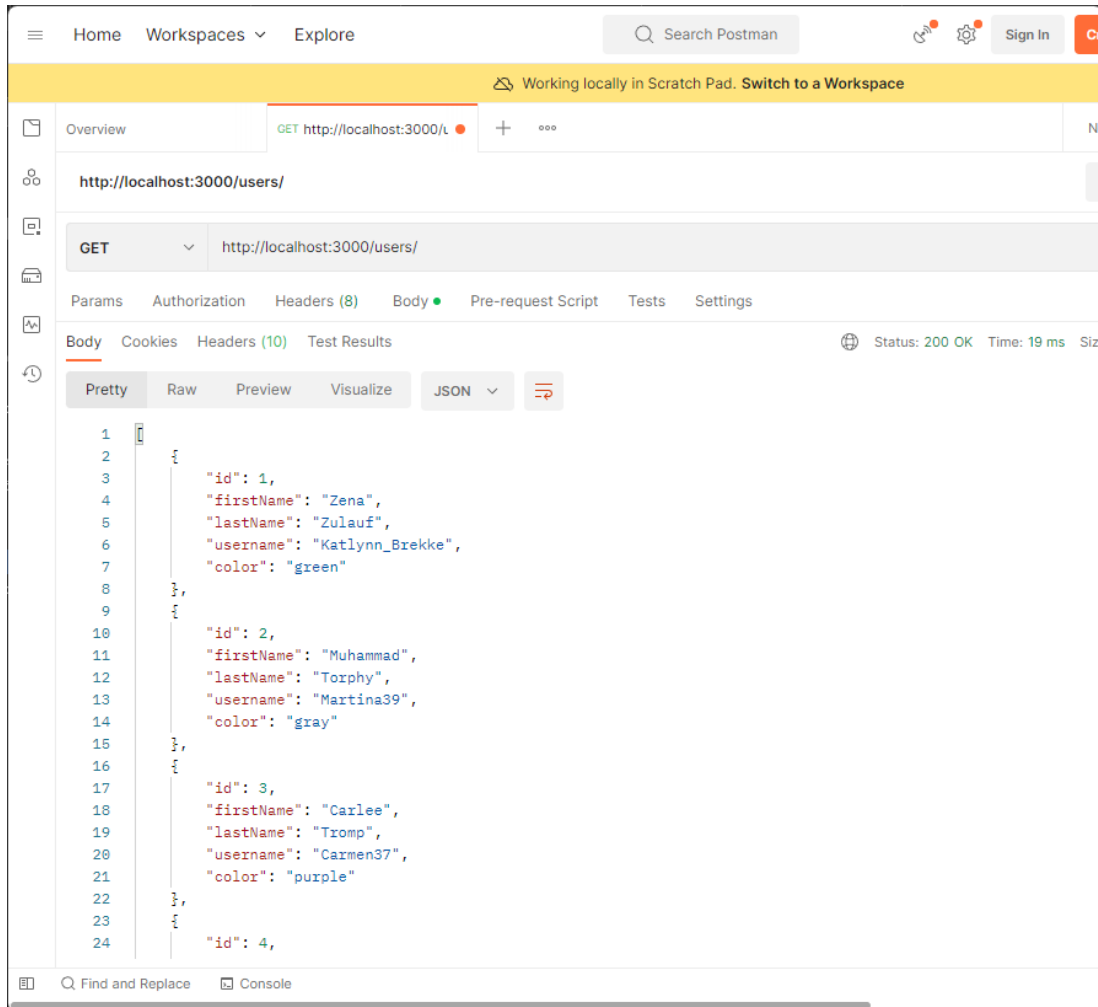 Home Workspaces Explore Search Postman Sign In
Working locally in Scratch Pad. Switch to a Workspace
Overview GET http://localhost:3000/u
http://localhost:3000/users/
GET http://localhost:3000/users/
Params Authorization Headers (8) Body Pre-request Script Tests Settings
Body Cookies Headers (10) Test Results Status: 200 OK Time: 19 ms
Pretty Raw Preview Visualize JSON
1 [
2 {
3 "id": 1,
4 "firstName": "Zena",
5 "lastName": "Zulauf",
6 "username": "Katlynn_Brekke",
7 "color": "green"
8 },
9 {
10 "id": 2,
11 "firstName": "Muhammad",
12 "lastName": "Torphy",
13 "username": "Martina39",
14 "color": "gray"
15 },
16 {
17 "id": 3,
18 "firstName": "Carlee",
19 "lastName": "Tromp",
20 "username": "Carmen37",
21 "color": "purple"
22 },
23 {
24 "id": 4,
Find and Replace Console